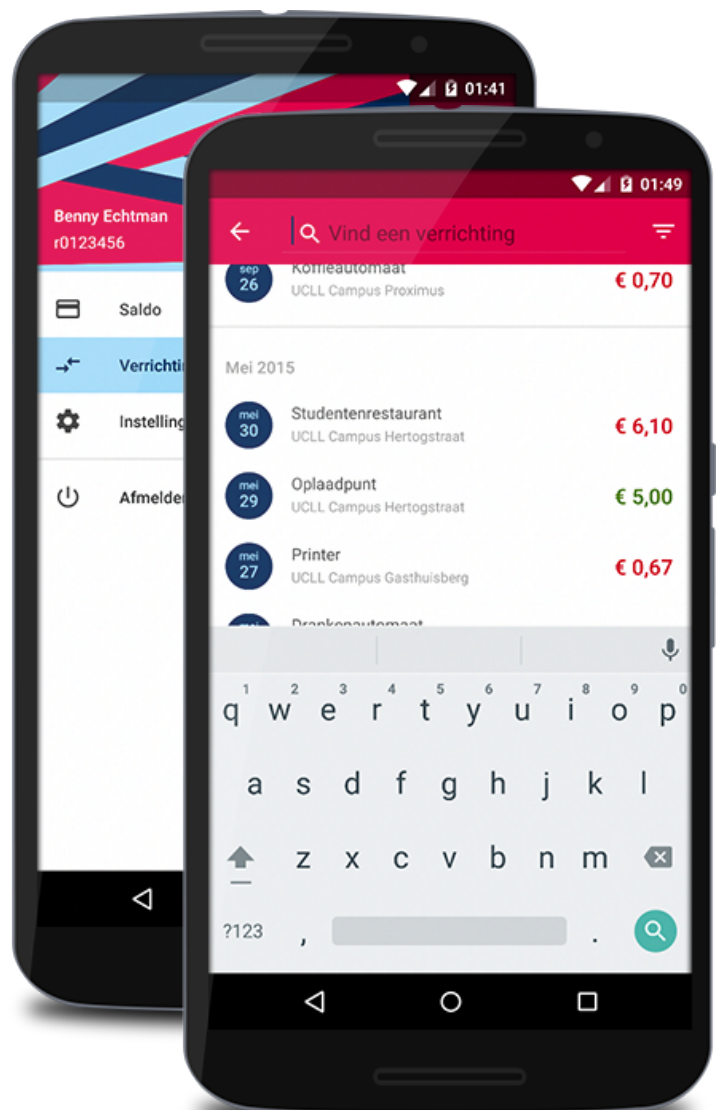 01:41
Benny Echtman
r0123456
Saldo
Verrichti
Instelling
Afmelde
01:49
Vind een verrichting
sep
26
Koffieautomaat
UCLL Campus Proximus
€ 0,70
Mei 2015
mei
30
Studentenrestaurant
UCLL Campus Hertogstraat
€ 6,10
mei
29
Oplaadpunt
UCLL Campus Hertogstraat
€ 5,00
mei
27
Printer
UCLL Campus Gasthuisberg
€ 0,67
mei
Drankenautomaat
1 2 3 4 5 6 7 8 9 0
q w e r t y u i o p
a s d f g h j k l
z x c v b n m
?123 , .